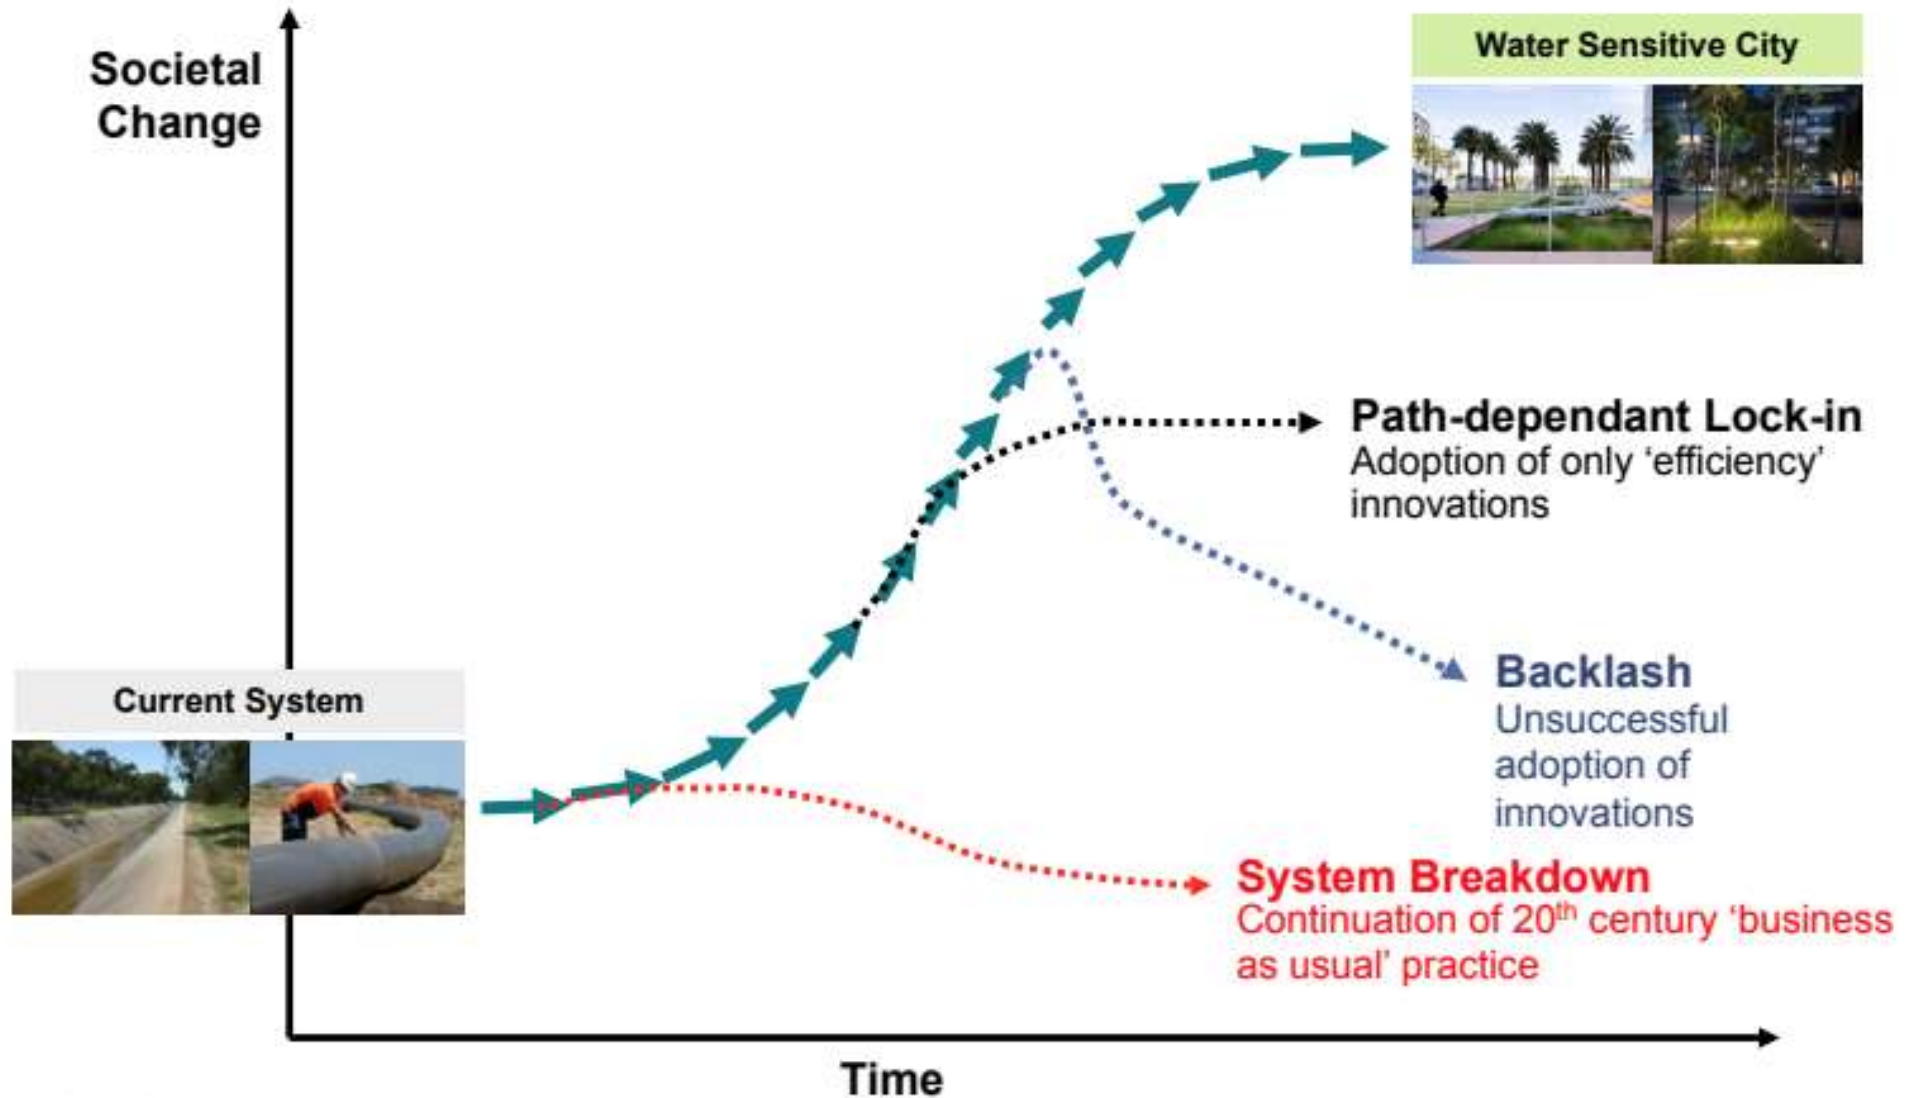 Societal
Change
Water Sensitive City
Path-dependant Lock-in
Adoption of only ‘efficiency’
innovations
Current System
Backlash
Unsuccessful
adoption of
innovations
System Breakdown
Continuation of 20th century ‘business
as usual’ practice
Time